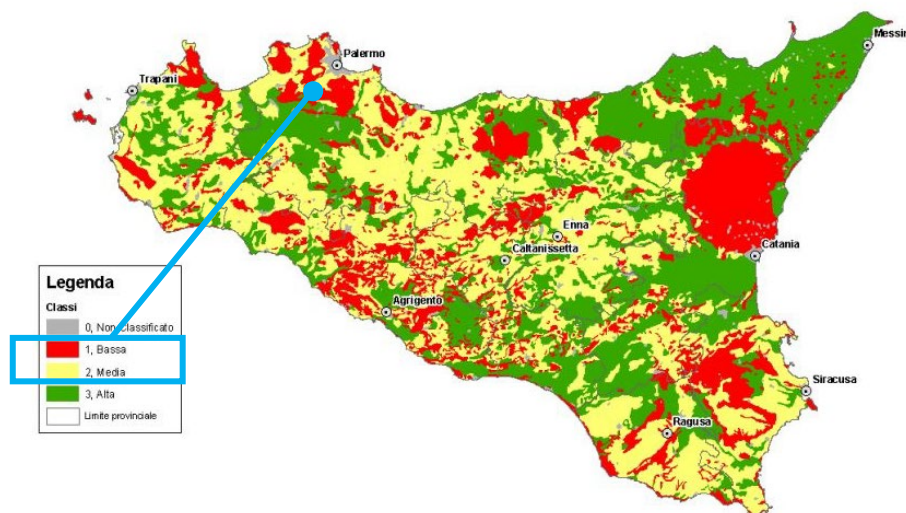 Messin
Palermo
Trapani
Enna
Caltanissetta
Catania
Agrigento
Siracusa
Ragusa
Legenda
Classi
0, Non classificato
1, Bassa
2, Media
3, Alta
Limite provinciale